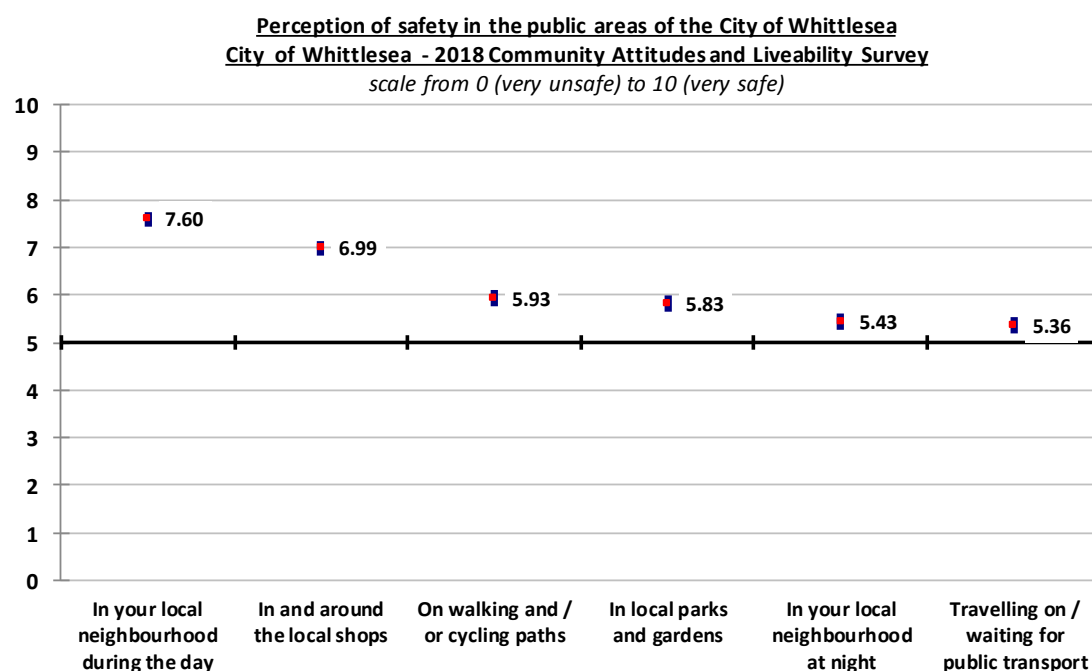 Perception of safety in the public areas of the City of Whittlesea
City of Whittlesea - 2018 Community Attitudes and Liveability Survey
scale from 0 (very unsafe) to 10 (very safe)
10
9
8
7
6
5
4
3
2
1
0
7.60
6.99
5.93
5.83
5.43
5.36
In your local
neighbourhood
during the day
In and around
the local shops
On walking and /
or cycling paths
In local parks
and gardens
In your local
neighbourhood
at night
Travelling on /
waiting for
public transport